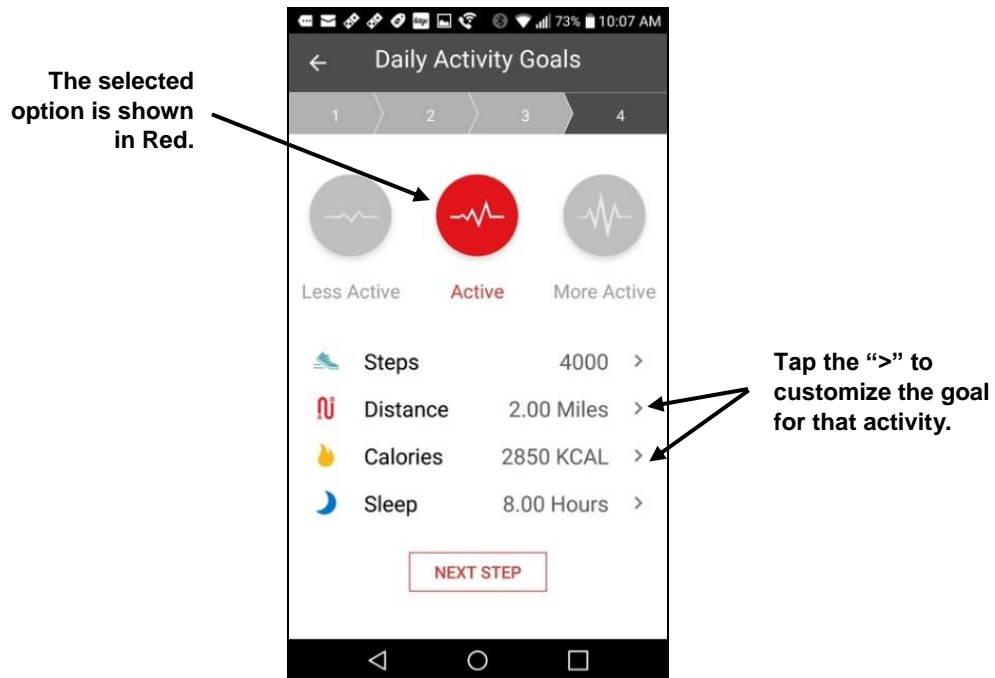 73% 10:07 AM
Daily Activity Goals
1 2 3 4
The selected
option is shown
in Red.
Less Active Active More Active
Steps 4000 >
Distance 2.00 Miles >
Calories 2850 KCAL >
Sleep 8.00 Hours >
Tap the “>” to
customize the goal
for that activity.
NEXT STEP